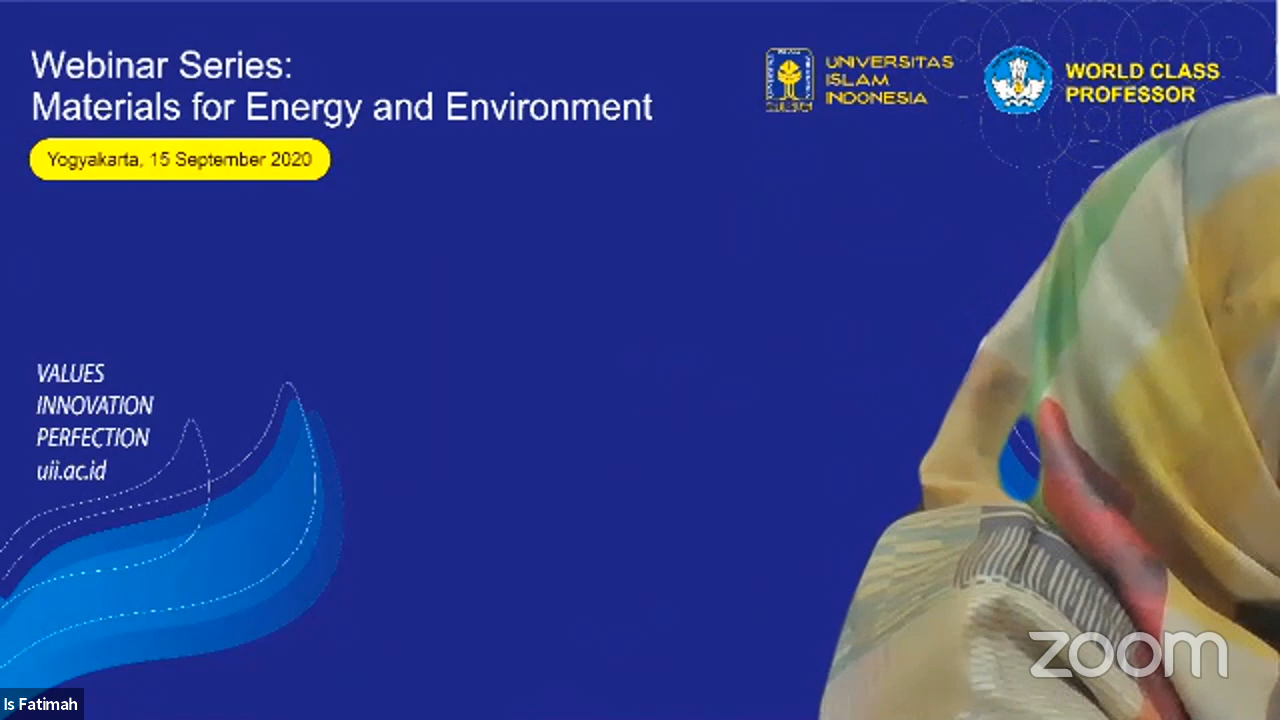 Webinar Series:
Materials for Energy and Environment
Yogyakarta, 15 September 2020
UNIVERSITAS
ISLAM
INDONESIA
WORLD CLASS
PROFESSOR
VALUES
INNOVATION
PERFECTION
uii.ac.id
Is Fatimah
zoom